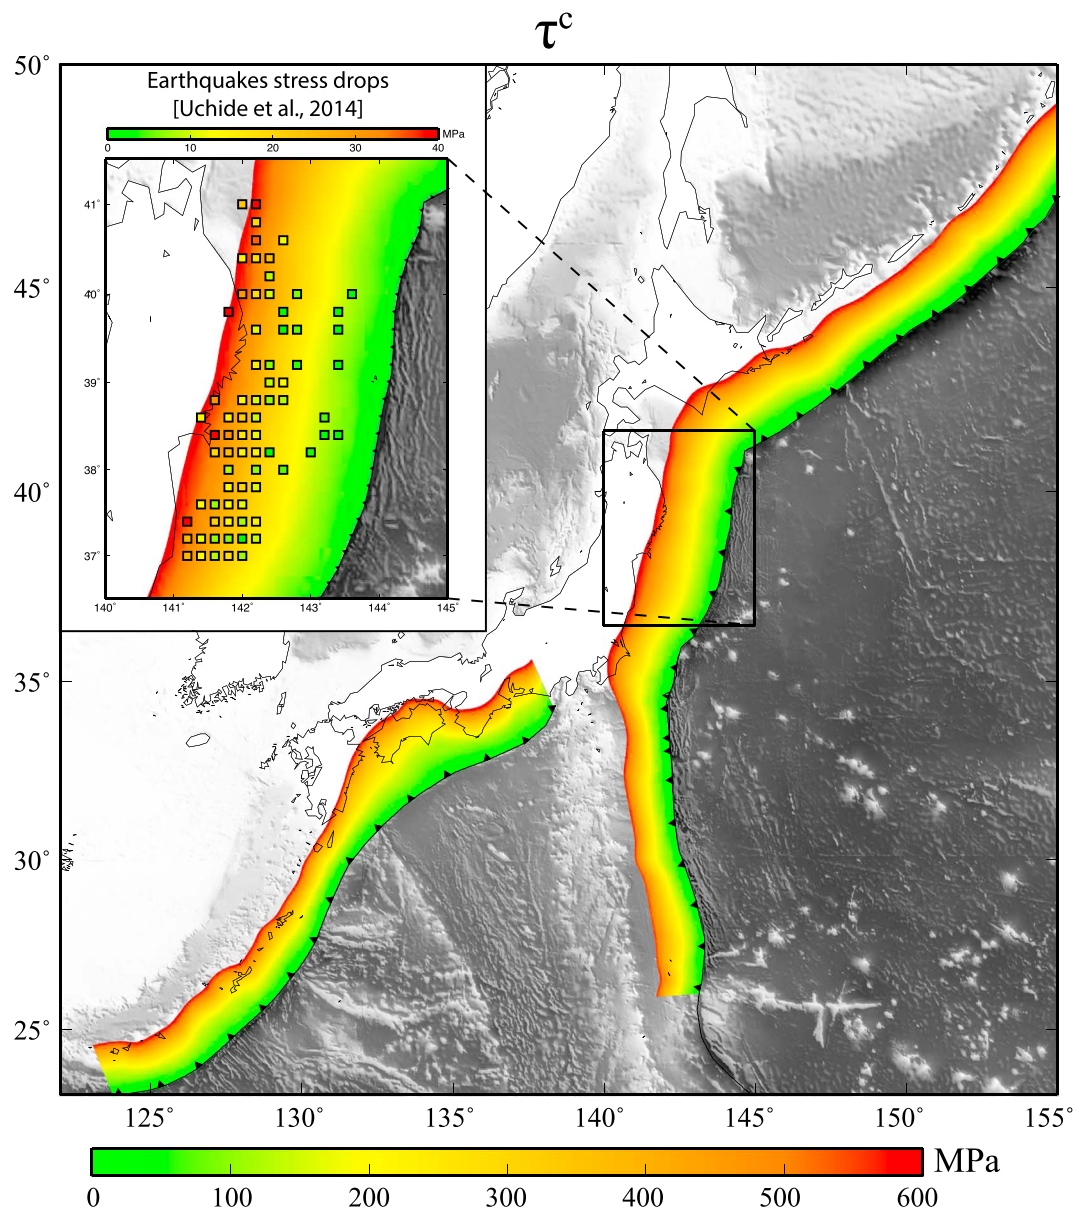 τᶜ
50°
Earthquakes stress drops
[Uchide et al., 2014]
MPa
0 10 20 30 40
41°
40°
39°
38°
37°
140° 141° 142° 143° 144° 145°
45°
40°
35°
30°
25°
125° 130° 135° 140° 145° 150° 155°
MPa
0 100 200 300 400 500 600